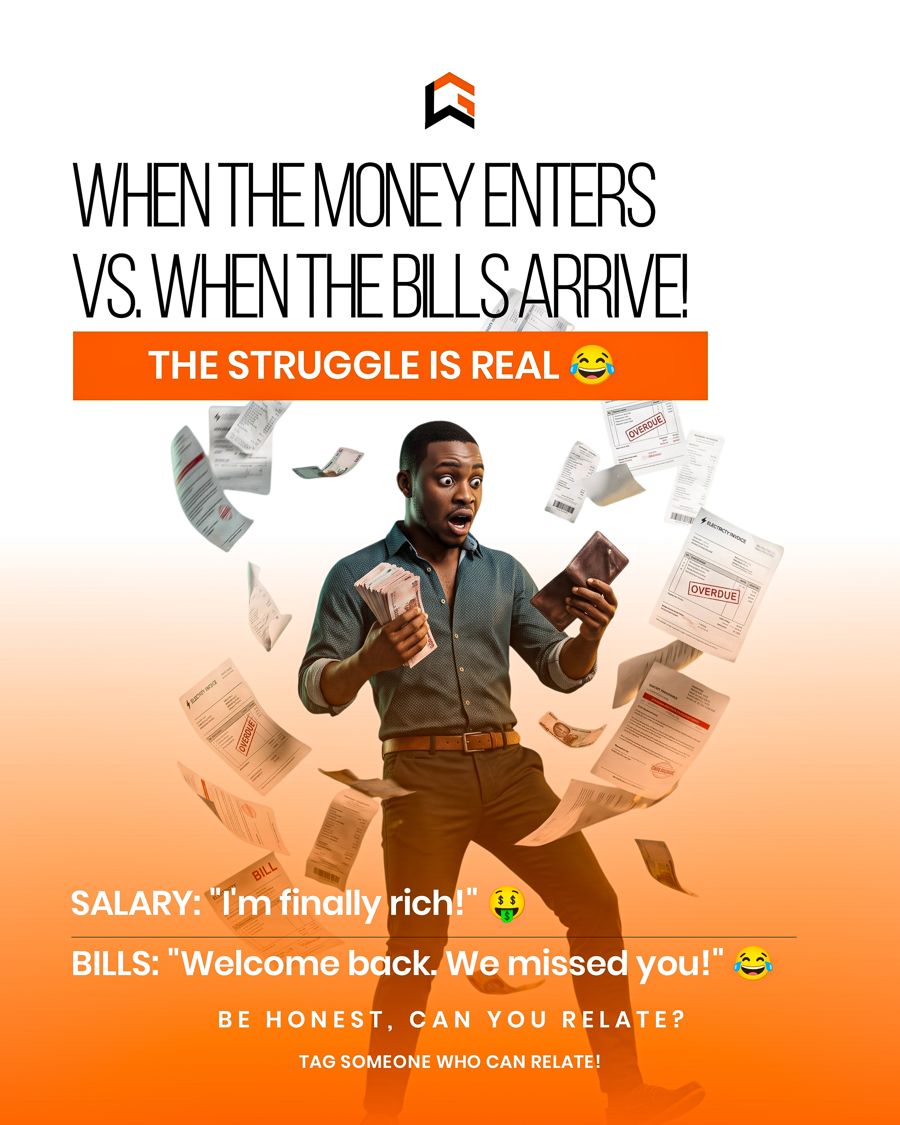 WHEN THE MONEY ENTERS
VS. WHEN THE BILLS ARRIVE!
THE STRUGGLE IS REAL 😂
OVERDUE
ELECTRICITY INVOICE
OVERDUE
ELECTRICITY INVOICE
OVERDUE
BILL
SALARY: "I'm finally rich!" 🤑
BILLS: "Welcome back. We missed you!" 😂
BE HONEST, CAN YOU RELATE?
TAG SOMEONE WHO CAN RELATE!